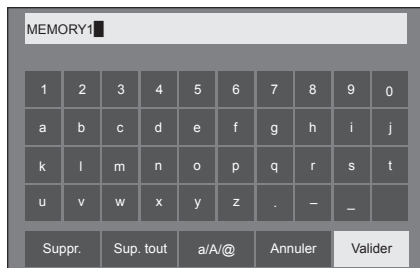 MEMORY1
1 2 3 4 5 6 7 8 9 0
a b c d e f g h i j
k l m n o p q r s t
u v w x y z . – _
Suppr. Sup. tout a/A/@ Annuler Valider